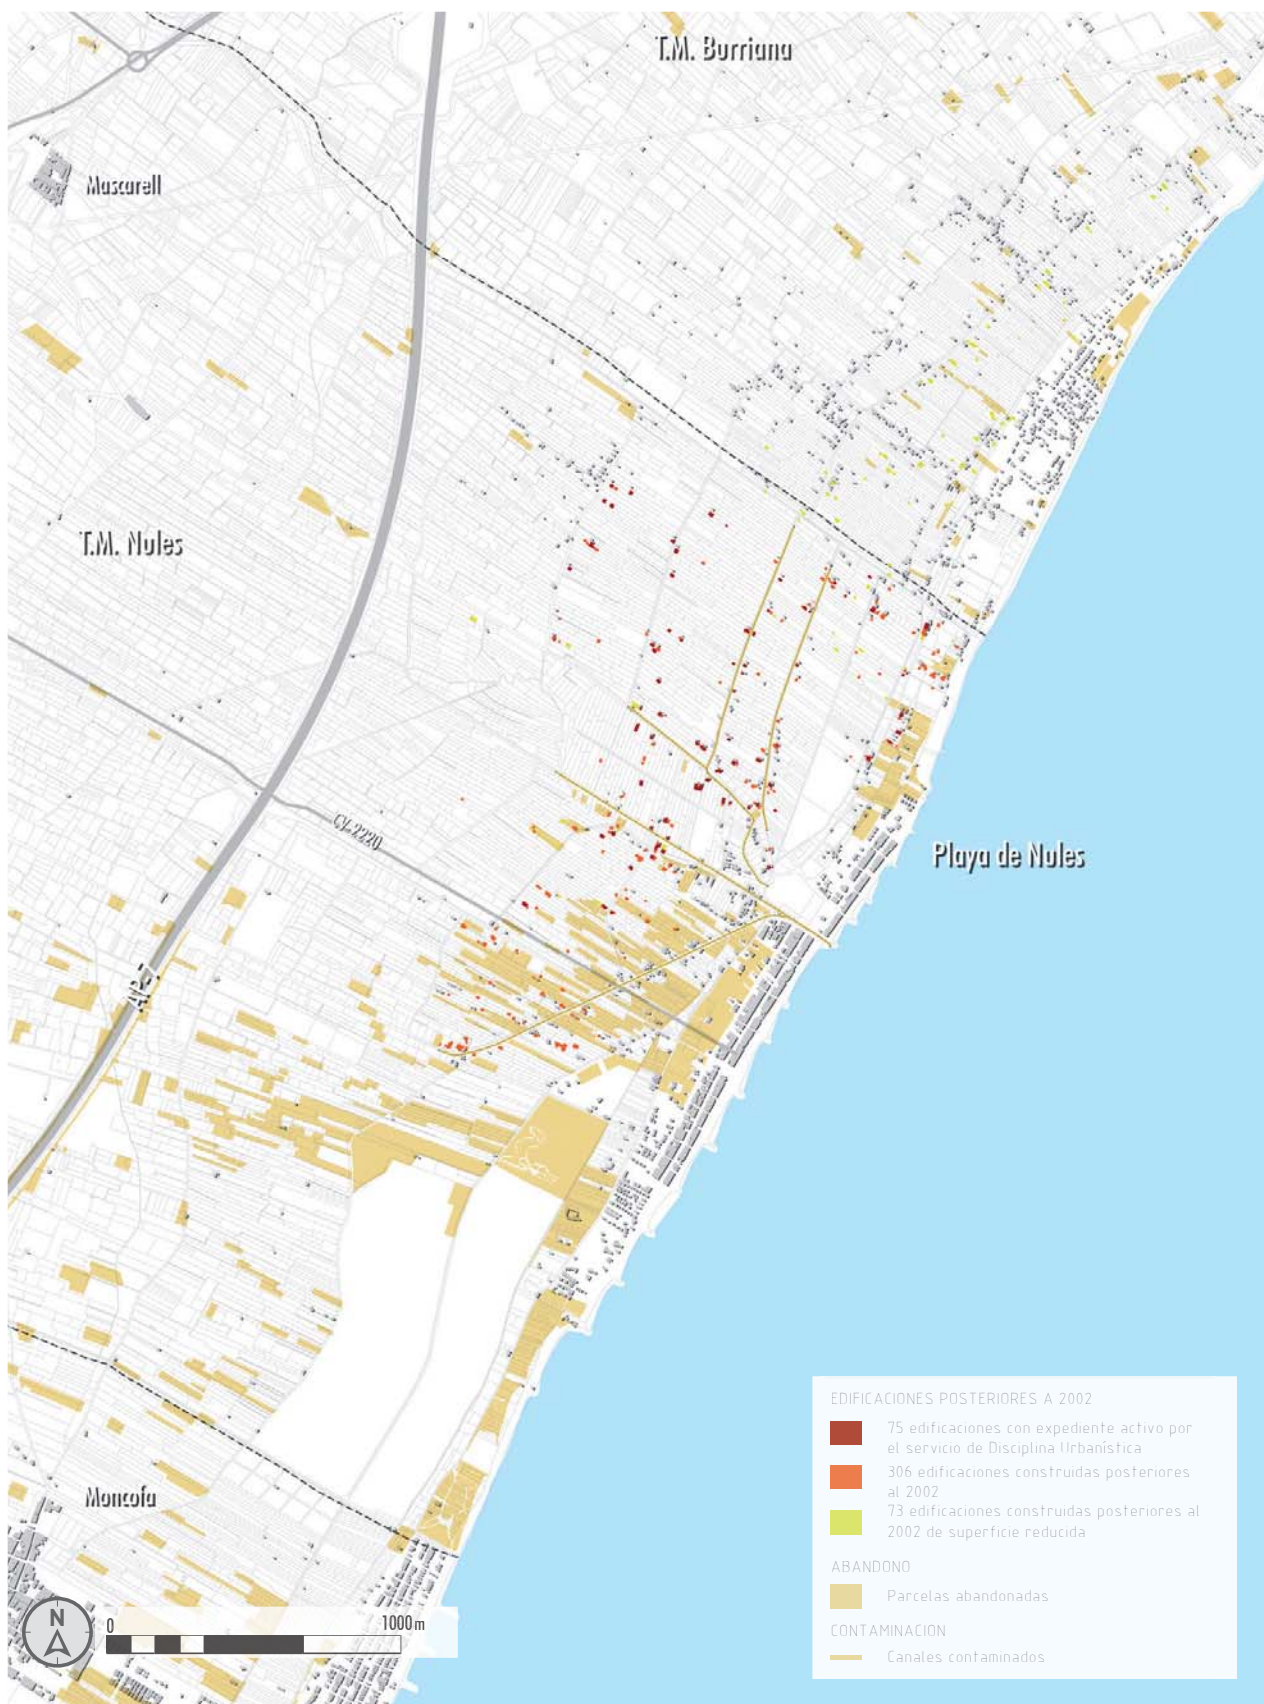 T.M. Burriana
Mascarell
T.M. Nules
CV-2220
Playa de Nules
AP-7
EDIFICACIONES POSTERIORES A 2002
75 edificaciones con expediente activo por
el servicio de Disciplina Urbanística
306 edificaciones construidas posteriores
al 2002
73 edificaciones construidas posteriores al
2002 de superficie reducida
ABANDONO
Parcelas abandonadas
CONTAMINACION
Canales contaminados
Moncofa
N
0
1000 m